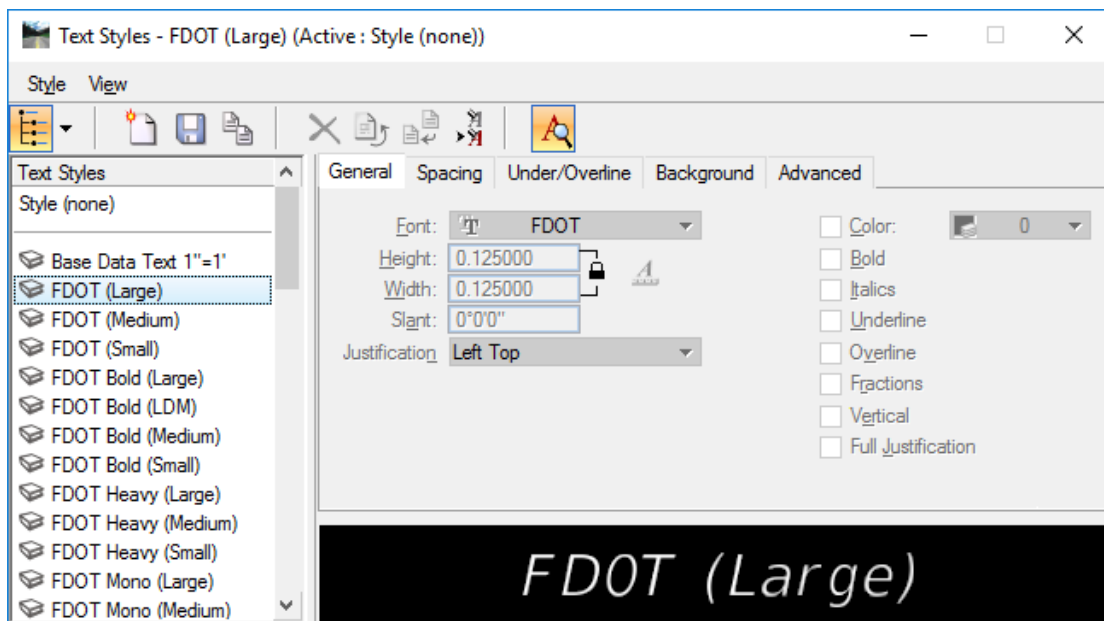 Text Styles - FDOT (Large) (Active : Style (none))
Style View
Text Styles
Style (none)
Base Data Text 1"=1'
FDOT (Large)
FDOT (Medium)
FDOT (Small)
FDOT Bold (Large)
FDOT Bold (LDM)
FDOT Bold (Medium)
FDOT Bold (Small)
FDOT Heavy (Large)
FDOT Heavy (Medium)
FDOT Heavy (Small)
FDOT Mono (Large)
FDOT Mono (Medium)
General Spacing Under/Overline Background Advanced
Font: FDOT
Height: 0.125000
Width: 0.125000
Slant: 0°0'0"
Justification Left Top
Color: 0
Bold
Italics
Underline
Overline
Fractions
Vertical
Full Justification
FDOT (Large)